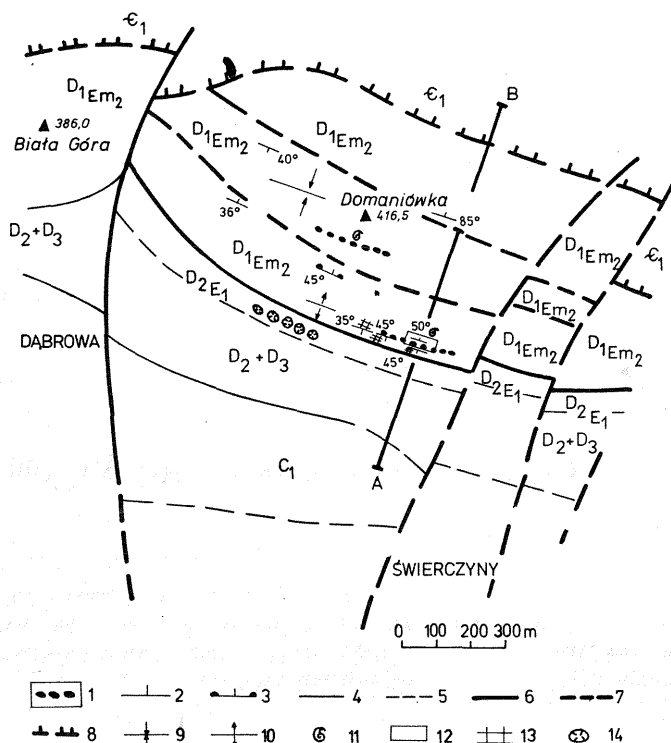 Є1 Є1 B
D1Em2
▲ 386,0
Biała Góra
D1Em2 D1Em2
40°
Domaniówka
▲ 416,5 85°
36°
D1Em2 Є1
D2+D3
D1Em2
45°
D2E1
D1Em2
D1Em2
35° 45° 50°
DĄBROWA
D2+D3
45°
D2E1
D2E1
D2+D3
C1
A
ŚWIERCZYNY
0 100 200 300 m
1 2 3 4 5 6 7
8 9 10 11 12 13 14